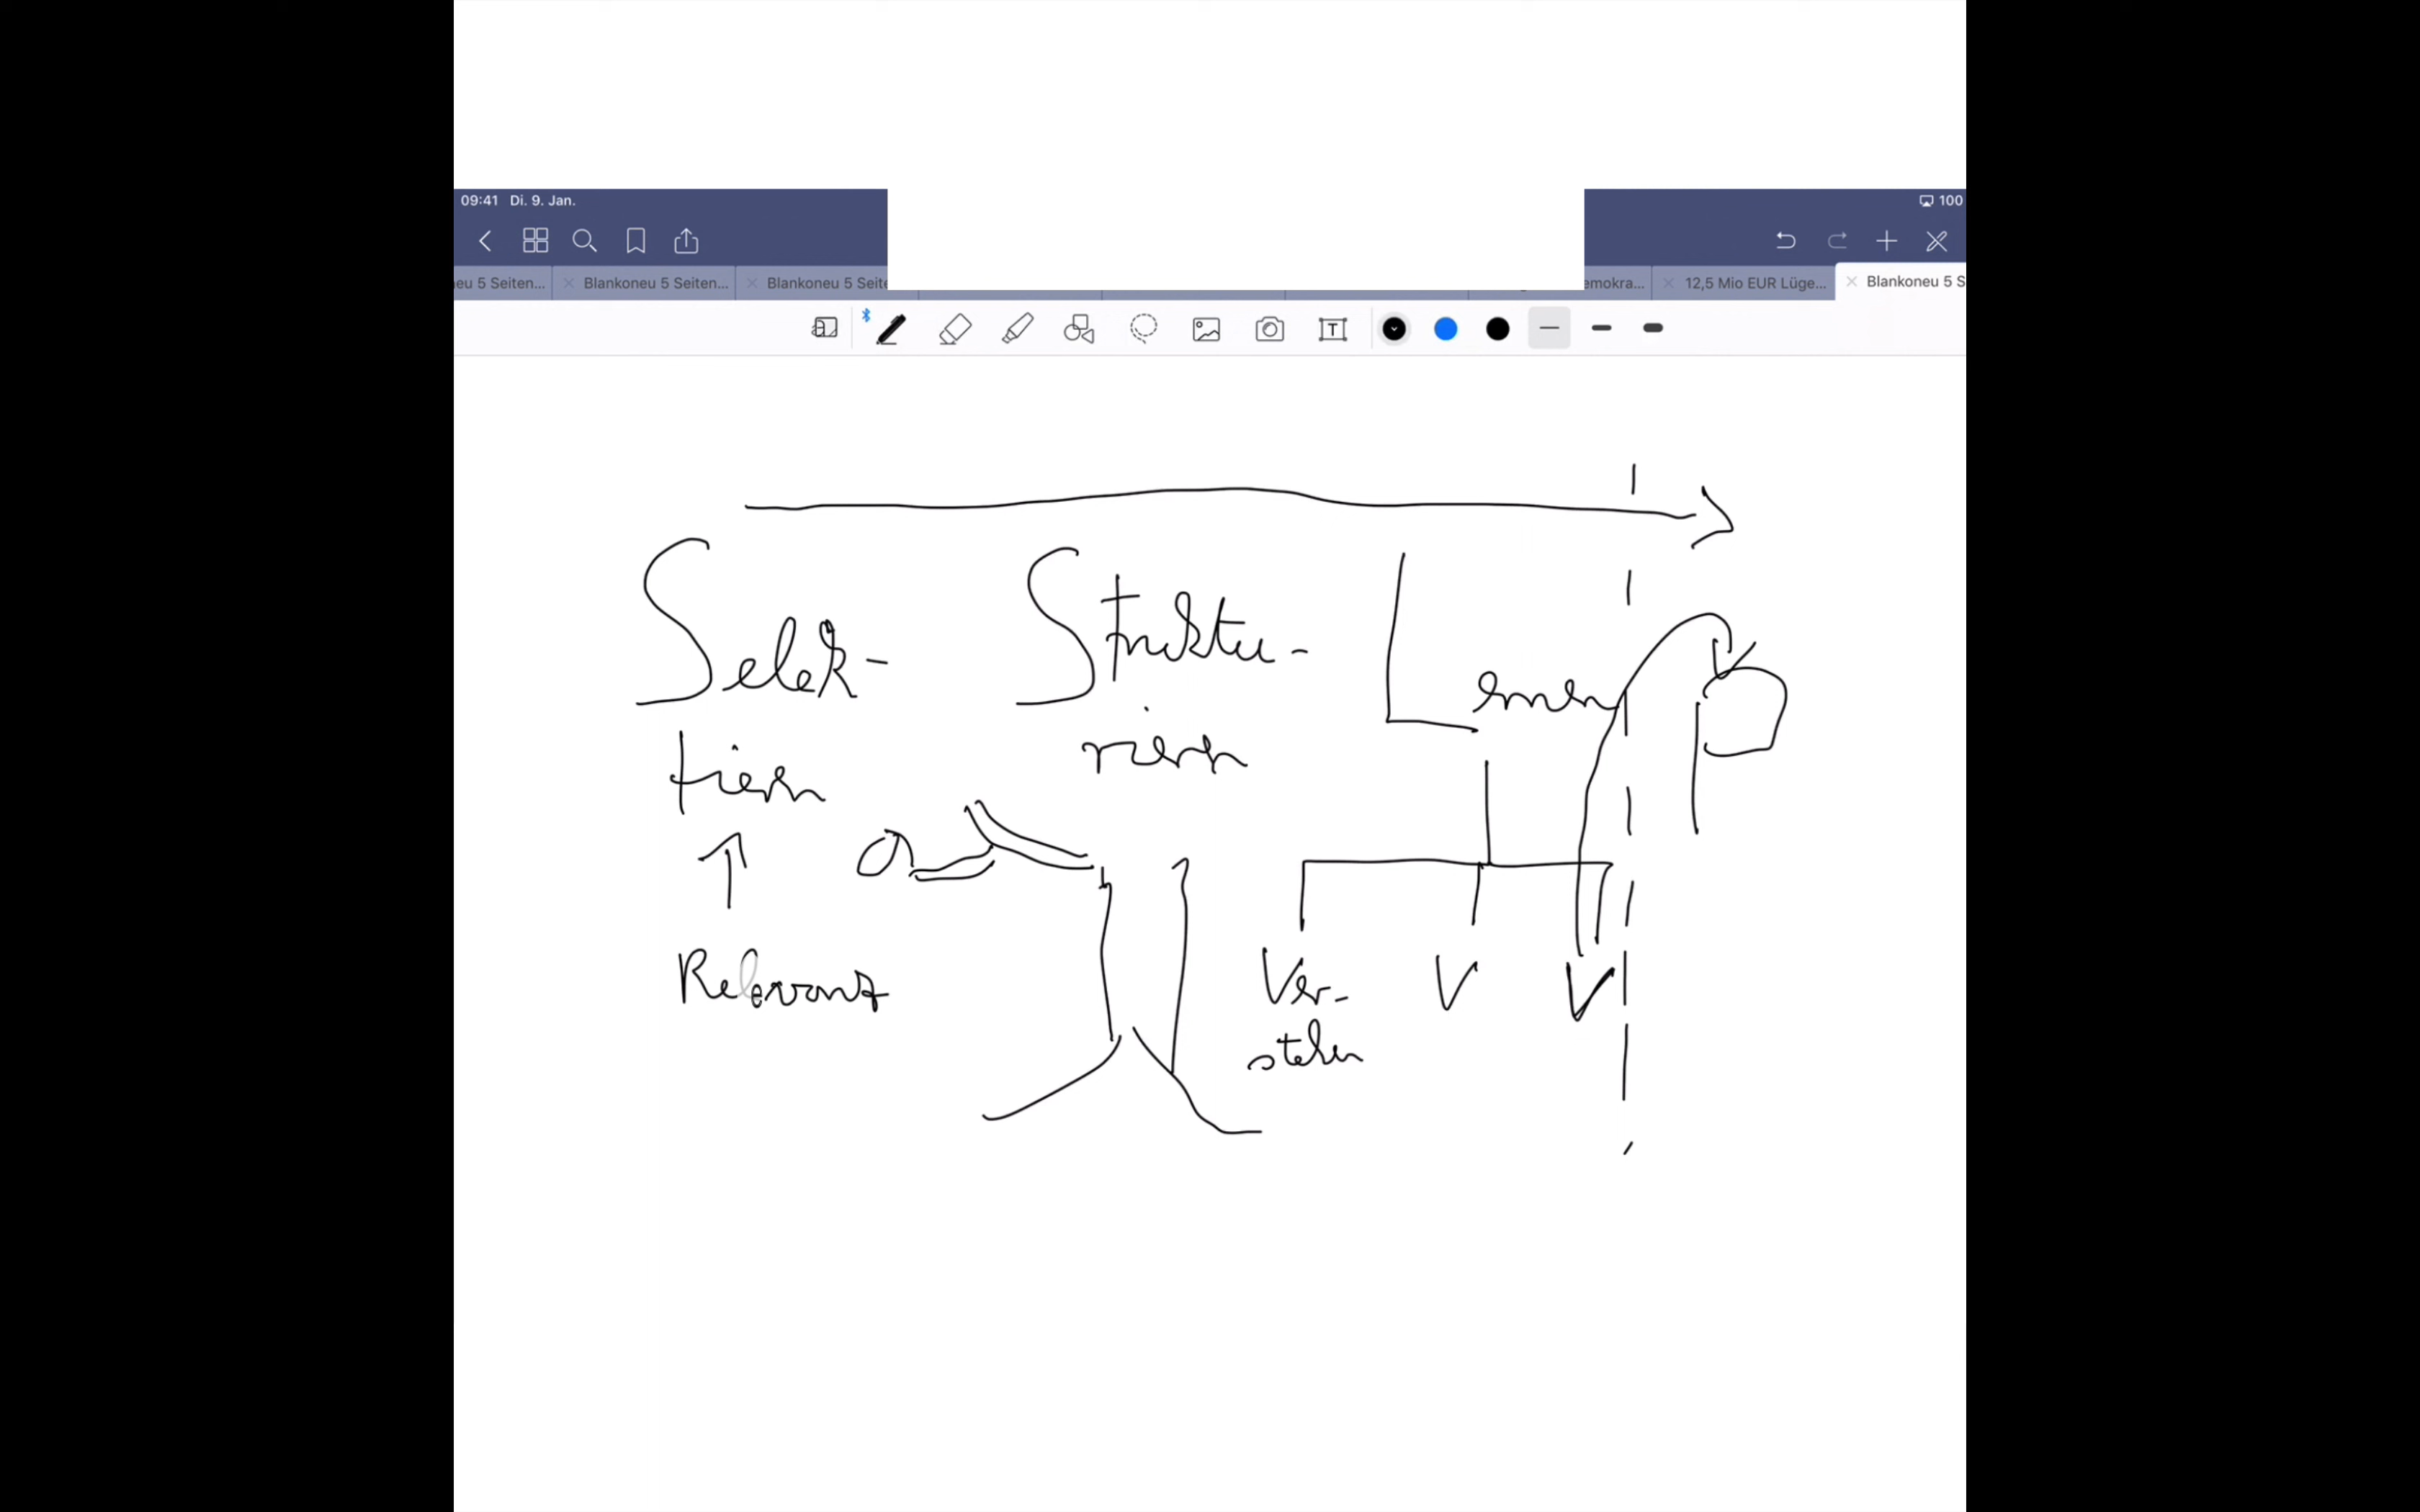 09:41 Di. 9. Jan.
100
eu 5 Seiten...
Blankoneu 5 Seiten...
Blankoneu 5 Seite
emokra...
12,5 Mio EUR Lüge...
Blankoneu 5 S
Selek-
tieren
Struktu-
rieren
Lernen
P
Relevanz
Ver-
stehen
V
V